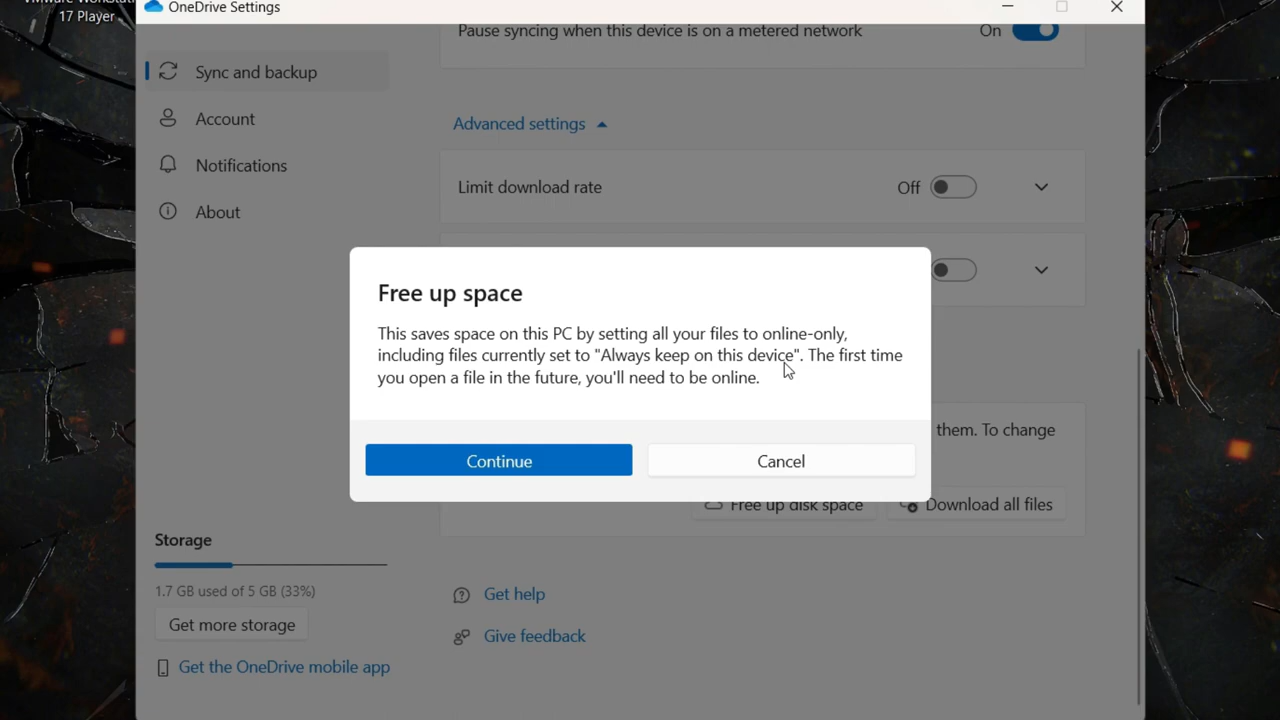 17 Player
OneDrive Settings
Pause syncing when this device is on a metered network
On
Sync and backup
Account
Notifications
About
Advanced settings
Limit download rate
Off
Free up space
This saves space on this PC by setting all your files to online-only,
including files currently set to "Always keep on this device". The first time
you open a file in the future, you'll need to be online.
Continue
Cancel
them. To change
Free up disk space
Download all files
Storage
1.7 GB used of 5 GB (33%)
Get more storage
Get the OneDrive mobile app
Get help
Give feedback